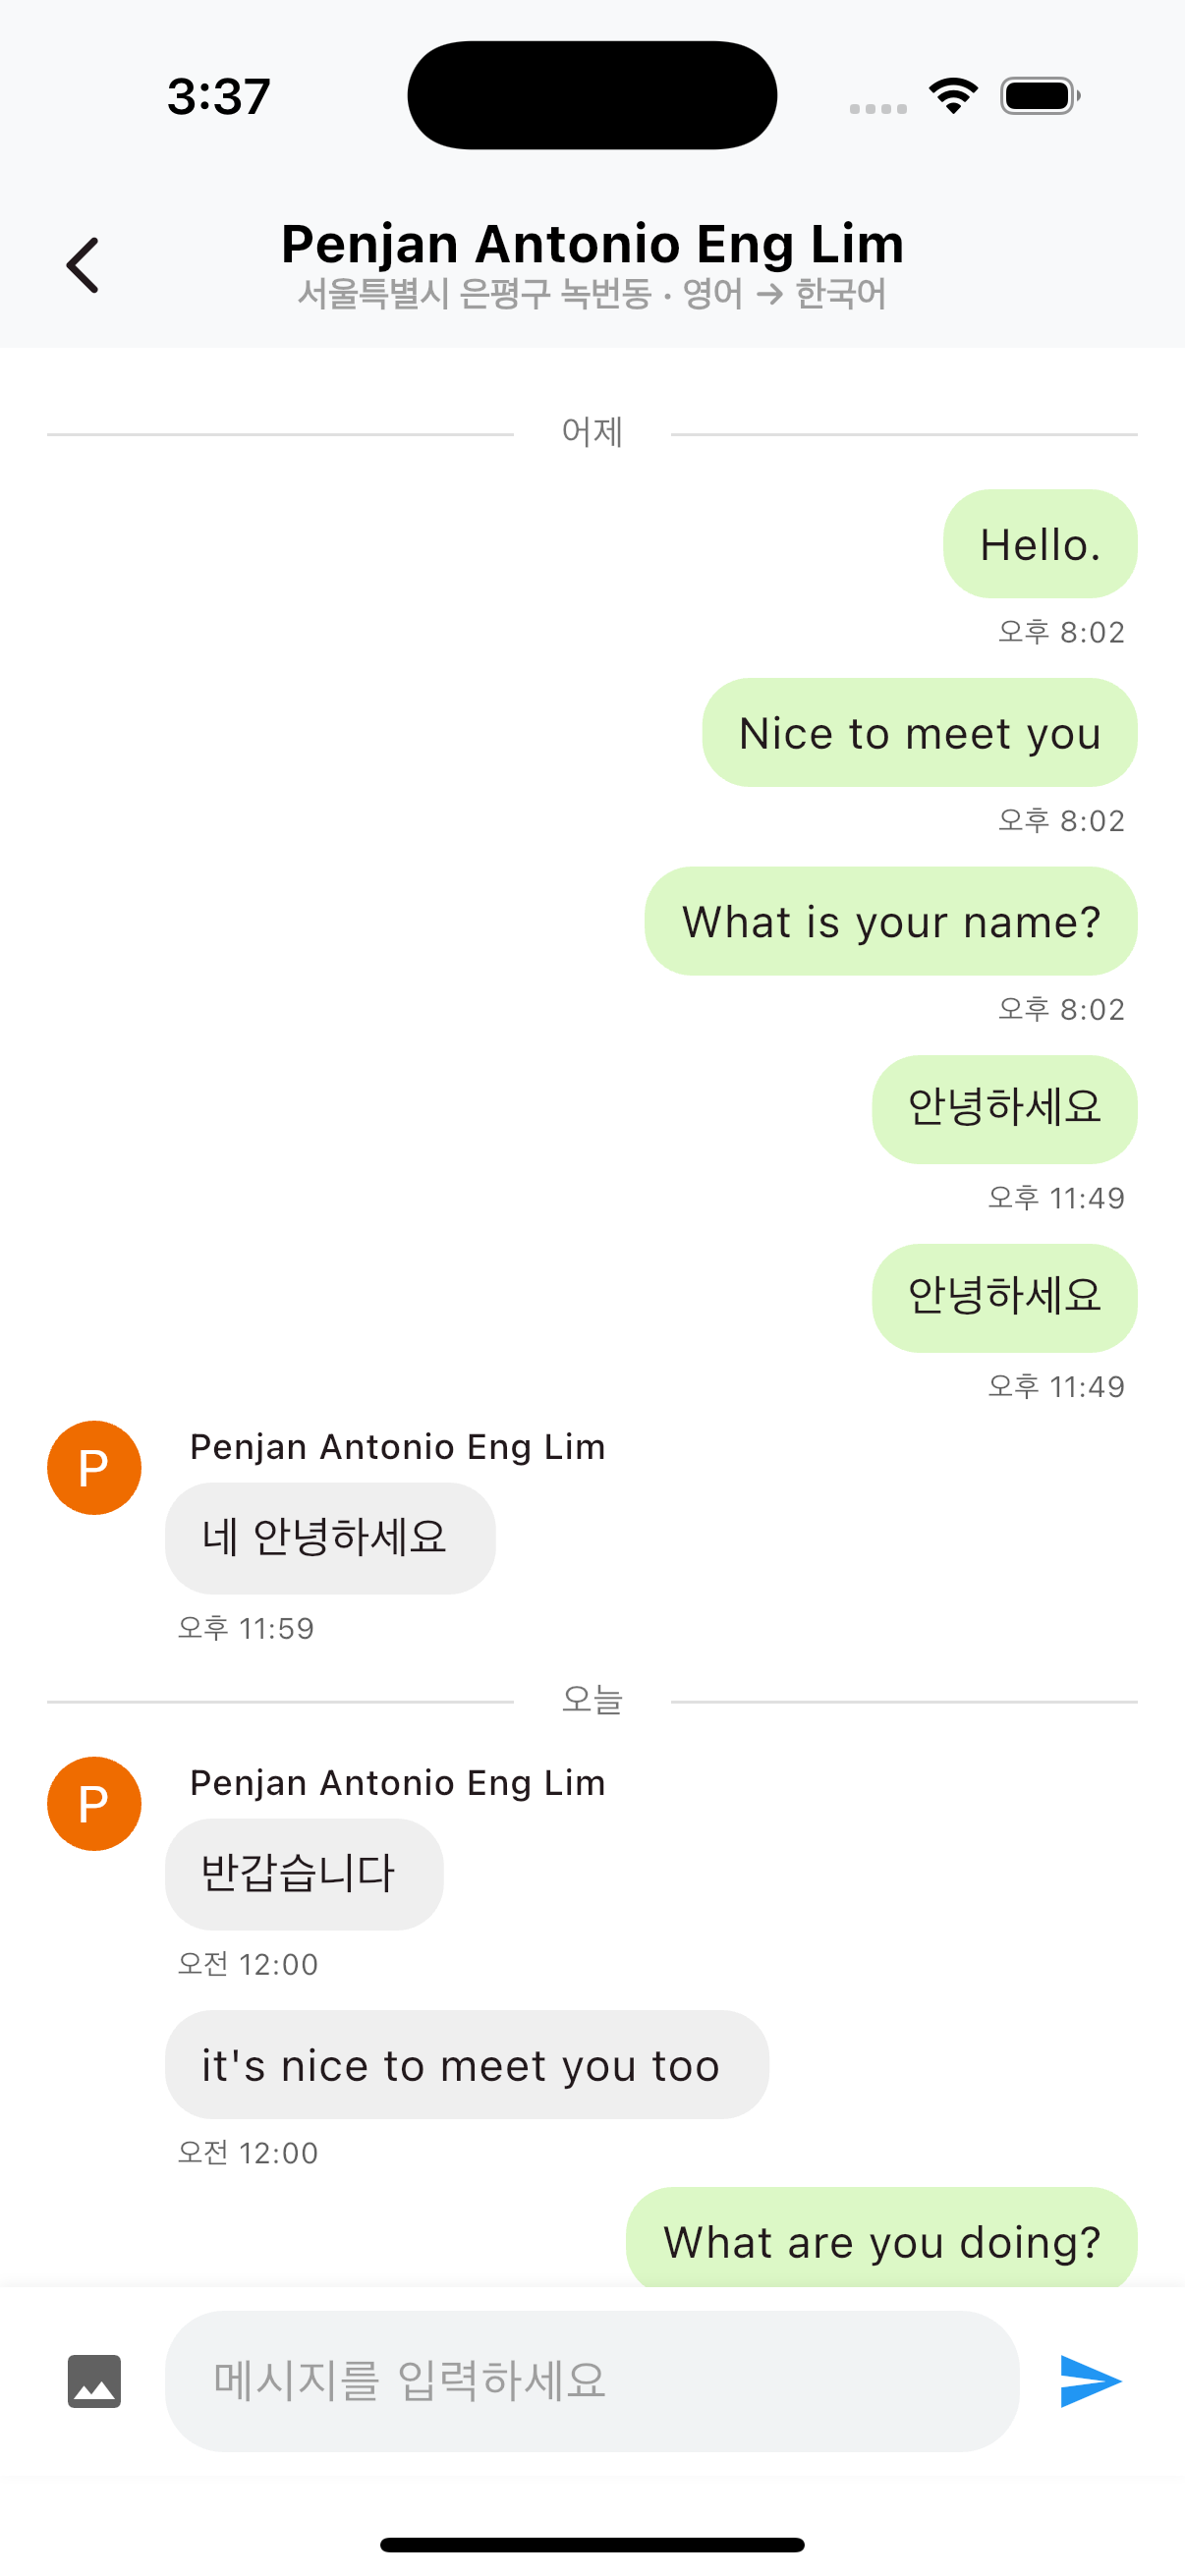 3:37
Penjan Antonio Eng Lim
서울특별시 은평구 녹번동 · 영어 → 한국어
어제
Hello.
오후 8:02
Nice to meet you
오후 8:02
What is your name?
오후 8:02
안녕하세요
오후 11:49
안녕하세요
오후 11:49
P
Penjan Antonio Eng Lim
네 안녕하세요
오후 11:59
오늘
P
Penjan Antonio Eng Lim
반갑습니다
오전 12:00
it's nice to meet you too
오전 12:00
What are you doing?
메시지를 입력하세요